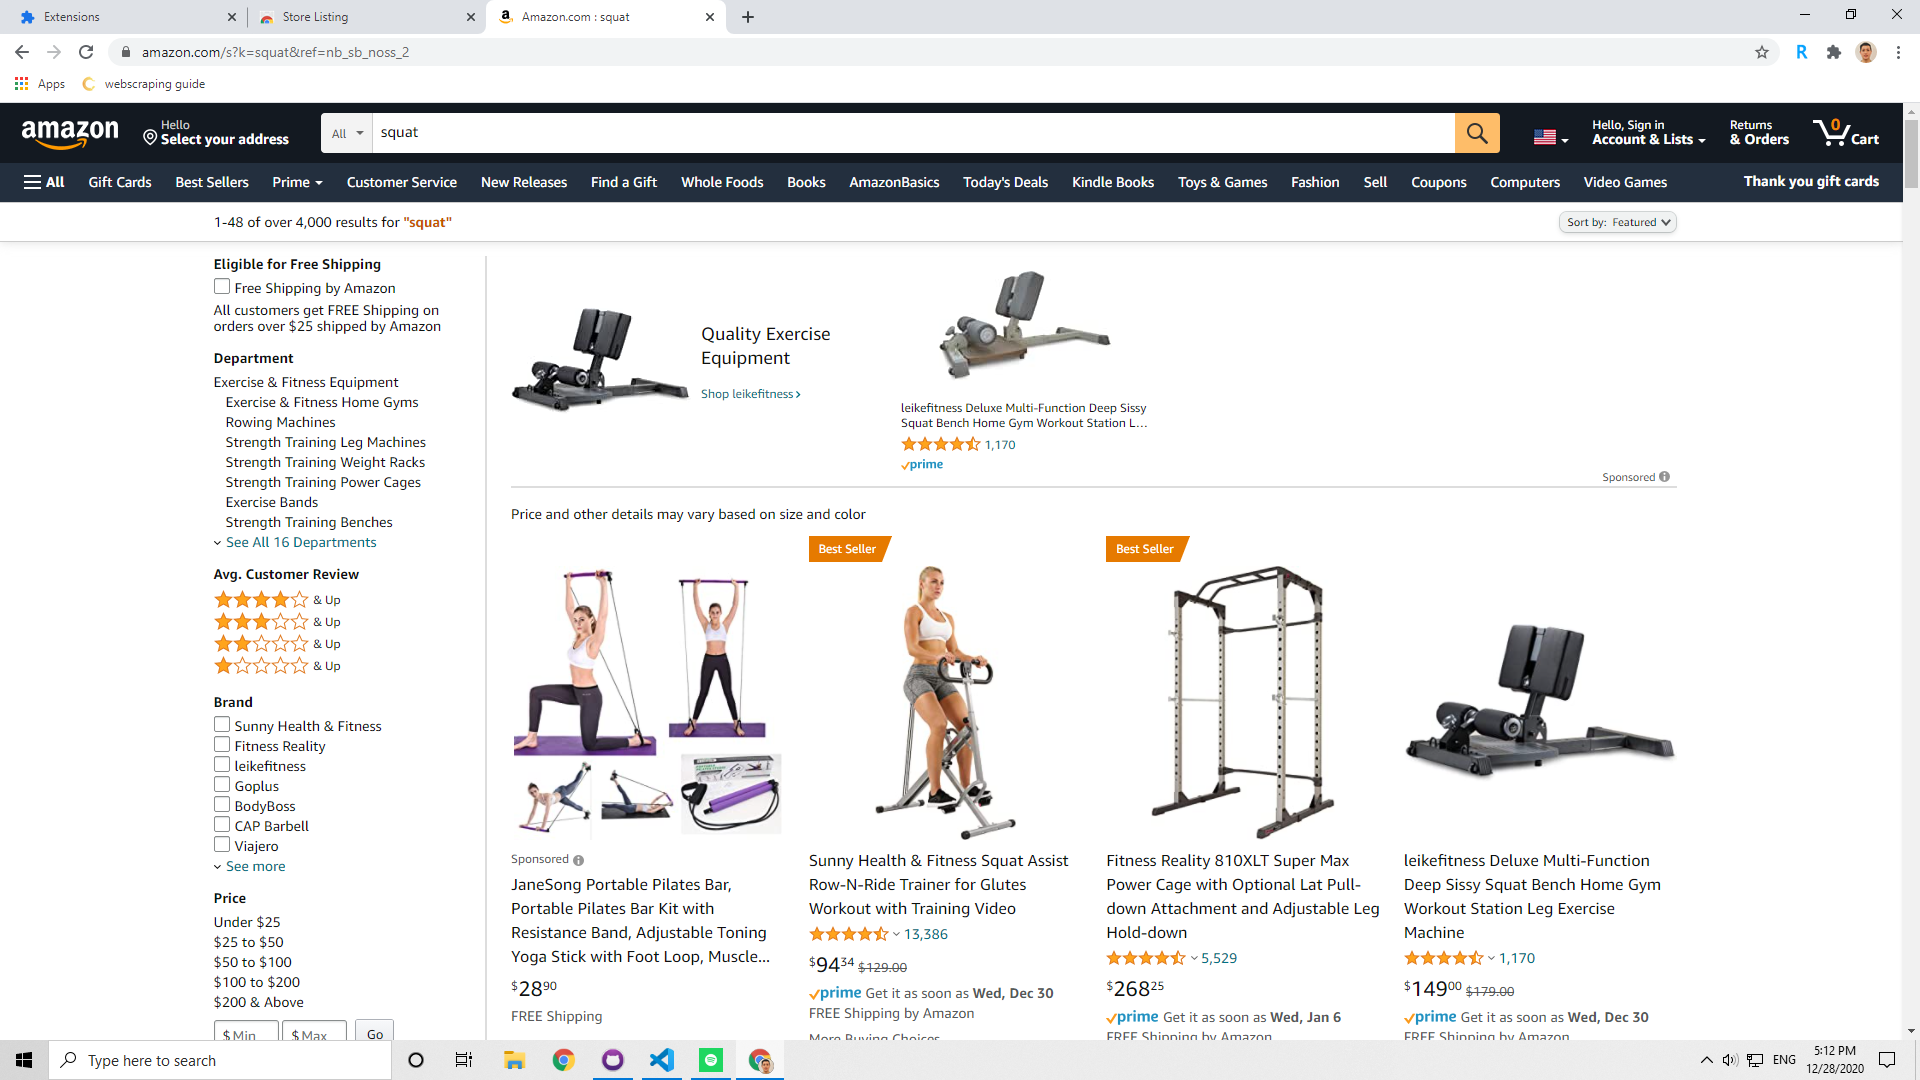 Extensions
Store Listing
Amazon.com : squat
amazon.com/s?k=squat&ref=nb_sb_noss_2
R
Apps
webscraping guide
amazon
Hello
Select your address
All
squat
Hello, Sign in
Account & Lists
Returns
& Orders
0
Cart
All
Gift Cards
Best Sellers
Prime
Customer Service
New Releases
Find a Gift
Whole Foods
Books
AmazonBasics
Today's Deals
Kindle Books
Toys & Games
Fashion
Sell
Coupons
Computers
Video Games
Thank you gift cards
1-48 of over 4,000 results for "squat"
Sort by: Featured
Eligible for Free Shipping
Free Shipping by Amazon
All customers get FREE Shipping on
orders over $25 shipped by Amazon
Department
Exercise & Fitness Equipment
Exercise & Fitness Home Gyms
Rowing Machines
Strength Training Leg Machines
Strength Training Weight Racks
Strength Training Power Cages
Exercise Bands
Strength Training Benches
See All 16 Departments
Avg. Customer Review
& Up
& Up
& Up
& Up
Brand
Sunny Health & Fitness
Fitness Reality
leikefitness
Goplus
BodyBoss
CAP Barbell
Viajero
See more
Price
Under $25
$25 to $50
$50 to $100
$100 to $200
$200 & Above
$ Min
$ Max
Go
Quality Exercise
Equipment
Shop leikefitness ›
leikefitness Deluxe Multi-Function Deep Sissy
Squat Bench Home Gym Workout Station L…
1,170
prime
Sponsored
Price and other details may vary based on size and color
Sponsored
JaneSong Portable Pilates Bar,
Portable Pilates Bar Kit with
Resistance Band, Adjustable Toning
Yoga Stick with Foot Loop, Muscle...
$28.90
FREE Shipping
Best Seller
Sunny Health & Fitness Squat Assist
Row-N-Ride Trainer for Glutes
Workout with Training Video
13,386
$94.34 $129.00
prime Get it as soon as Wed, Dec 30
FREE Shipping by Amazon
More Buying Choices
Best Seller
Fitness Reality 810XLT Super Max
Power Cage with Optional Lat Pull-
down Attachment and Adjustable Leg
Hold-down
5,529
$268.25
prime Get it as soon as Wed, Jan 6
FREE Shipping by Amazon
leikefitness Deluxe Multi-Function
Deep Sissy Squat Bench Home Gym
Workout Station Leg Exercise
Machine
1,170
$149.00 $179.00
prime Get it as soon as Wed, Dec 30
FREE Shipping by Amazon
Type here to search
ENG
5:12 PM
12/28/2020